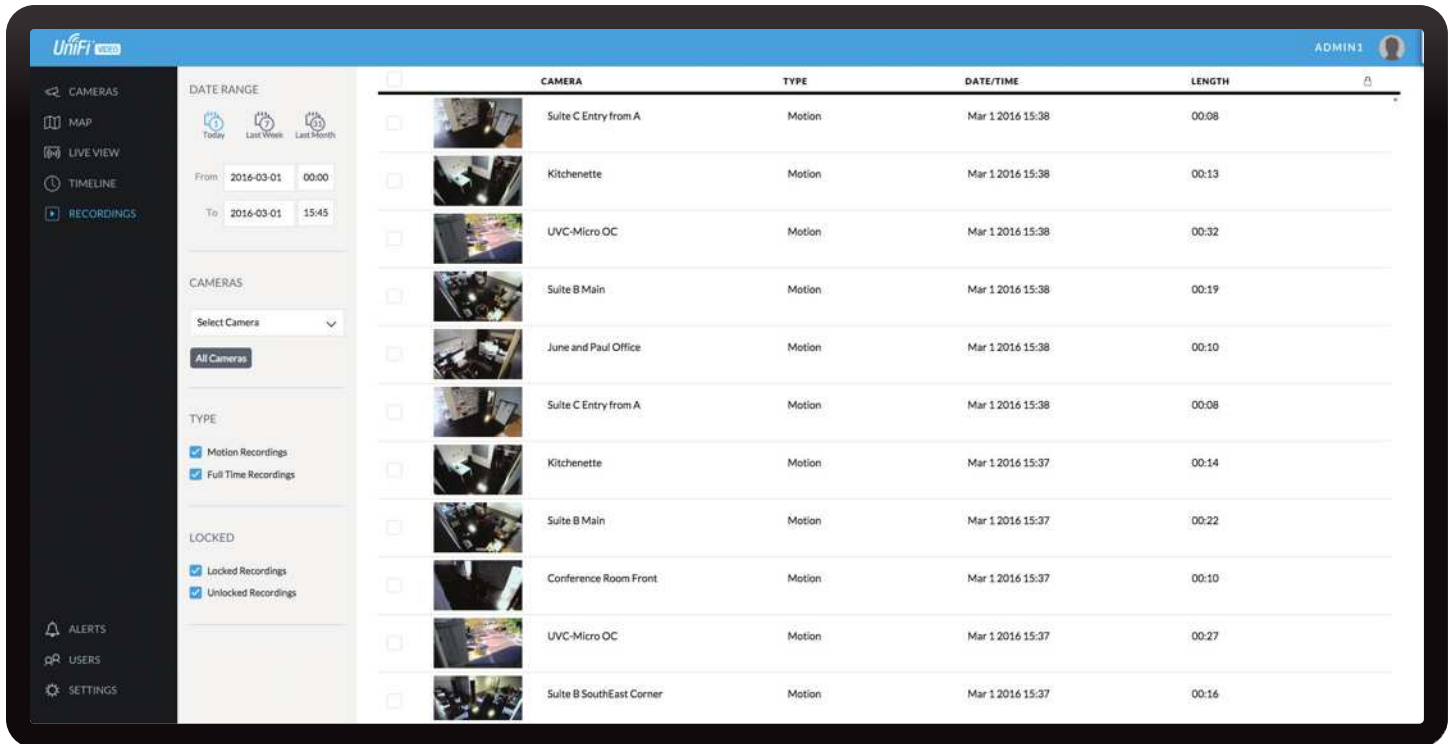 UniFi VIDEO
ADMIN1
CAMERAS
MAP
LIVE VIEW
TIMELINE
RECORDINGS
ALERTS
USERS
SETTINGS
DATE RANGE
1 7 31
Today Last Week Last Month
From 2016-03-01 00:00
To 2016-03-01 15:45
CAMERAS
Select Camera
All Cameras
TYPE
Motion Recordings
Full Time Recordings
LOCKED
Locked Recordings
Unlocked Recordings
CAMERA TYPE DATE/TIME LENGTH
Suite C Entry from A Motion Mar 1 2016 15:38 00:08
Kitchenette Motion Mar 1 2016 15:38 00:13
UVC-Micro OC Motion Mar 1 2016 15:38 00:32
Suite B Main Motion Mar 1 2016 15:38 00:19
June and Paul Office Motion Mar 1 2016 15:38 00:10
Suite C Entry from A Motion Mar 1 2016 15:38 00:08
Kitchenette Motion Mar 1 2016 15:37 00:14
Suite B Main Motion Mar 1 2016 15:37 00:22
Conference Room Front Motion Mar 1 2016 15:37 00:10
UVC-Micro OC Motion Mar 1 2016 15:37 00:27
Suite B SouthEast Corner Motion Mar 1 2016 15:37 00:16